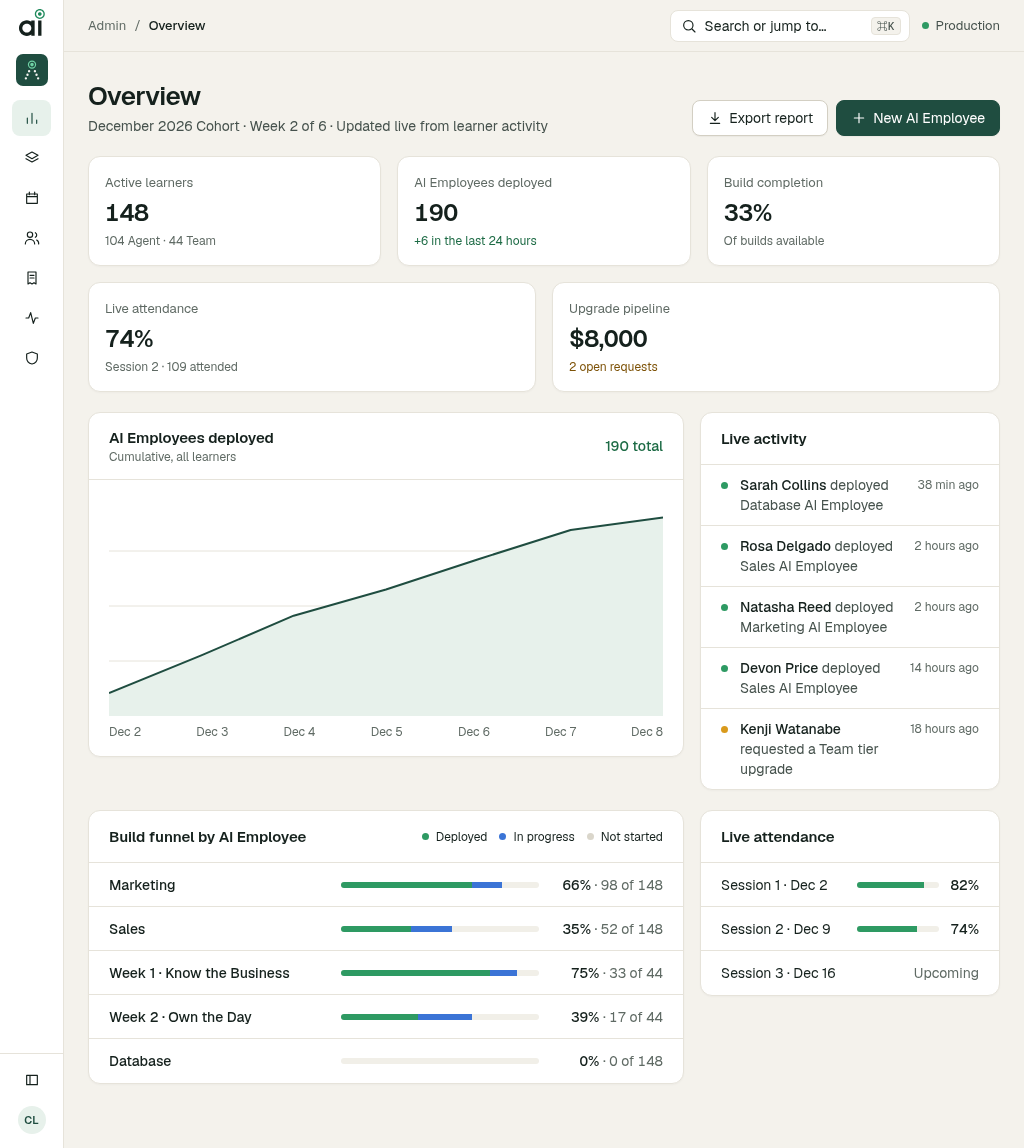 ai
Admin / Overview
Search or jump to…
⌘K
Production
Overview
December 2026 Cohort · Week 2 of 6 · Updated live from learner activity
Export report
New AI Employee
Active learners
148
104 Agent · 44 Team
AI Employees deployed
190
+6 in the last 24 hours
Build completion
33%
Of builds available
Live attendance
74%
Session 2 · 109 attended
Upgrade pipeline
$8,000
2 open requests
AI Employees deployed
Cumulative, all learners
190 total
Dec 2 Dec 3 Dec 4 Dec 5 Dec 6 Dec 7 Dec 8
Live activity
Sarah Collins deployed 38 min ago
Database AI Employee
Rosa Delgado deployed 2 hours ago
Sales AI Employee
Natasha Reed deployed 2 hours ago
Marketing AI Employee
Devon Price deployed 14 hours ago
Sales AI Employee
Kenji Watanabe 18 hours ago
requested a Team tier
upgrade
Build funnel by AI Employee
Deployed In progress Not started
Marketing 66% · 98 of 148
Sales 35% · 52 of 148
Week 1 · Know the Business 75% · 33 of 44
Week 2 · Own the Day 39% · 17 of 44
Database 0% · 0 of 148
Live attendance
Session 1 · Dec 2 82%
Session 2 · Dec 9 74%
Session 3 · Dec 16 Upcoming
CL